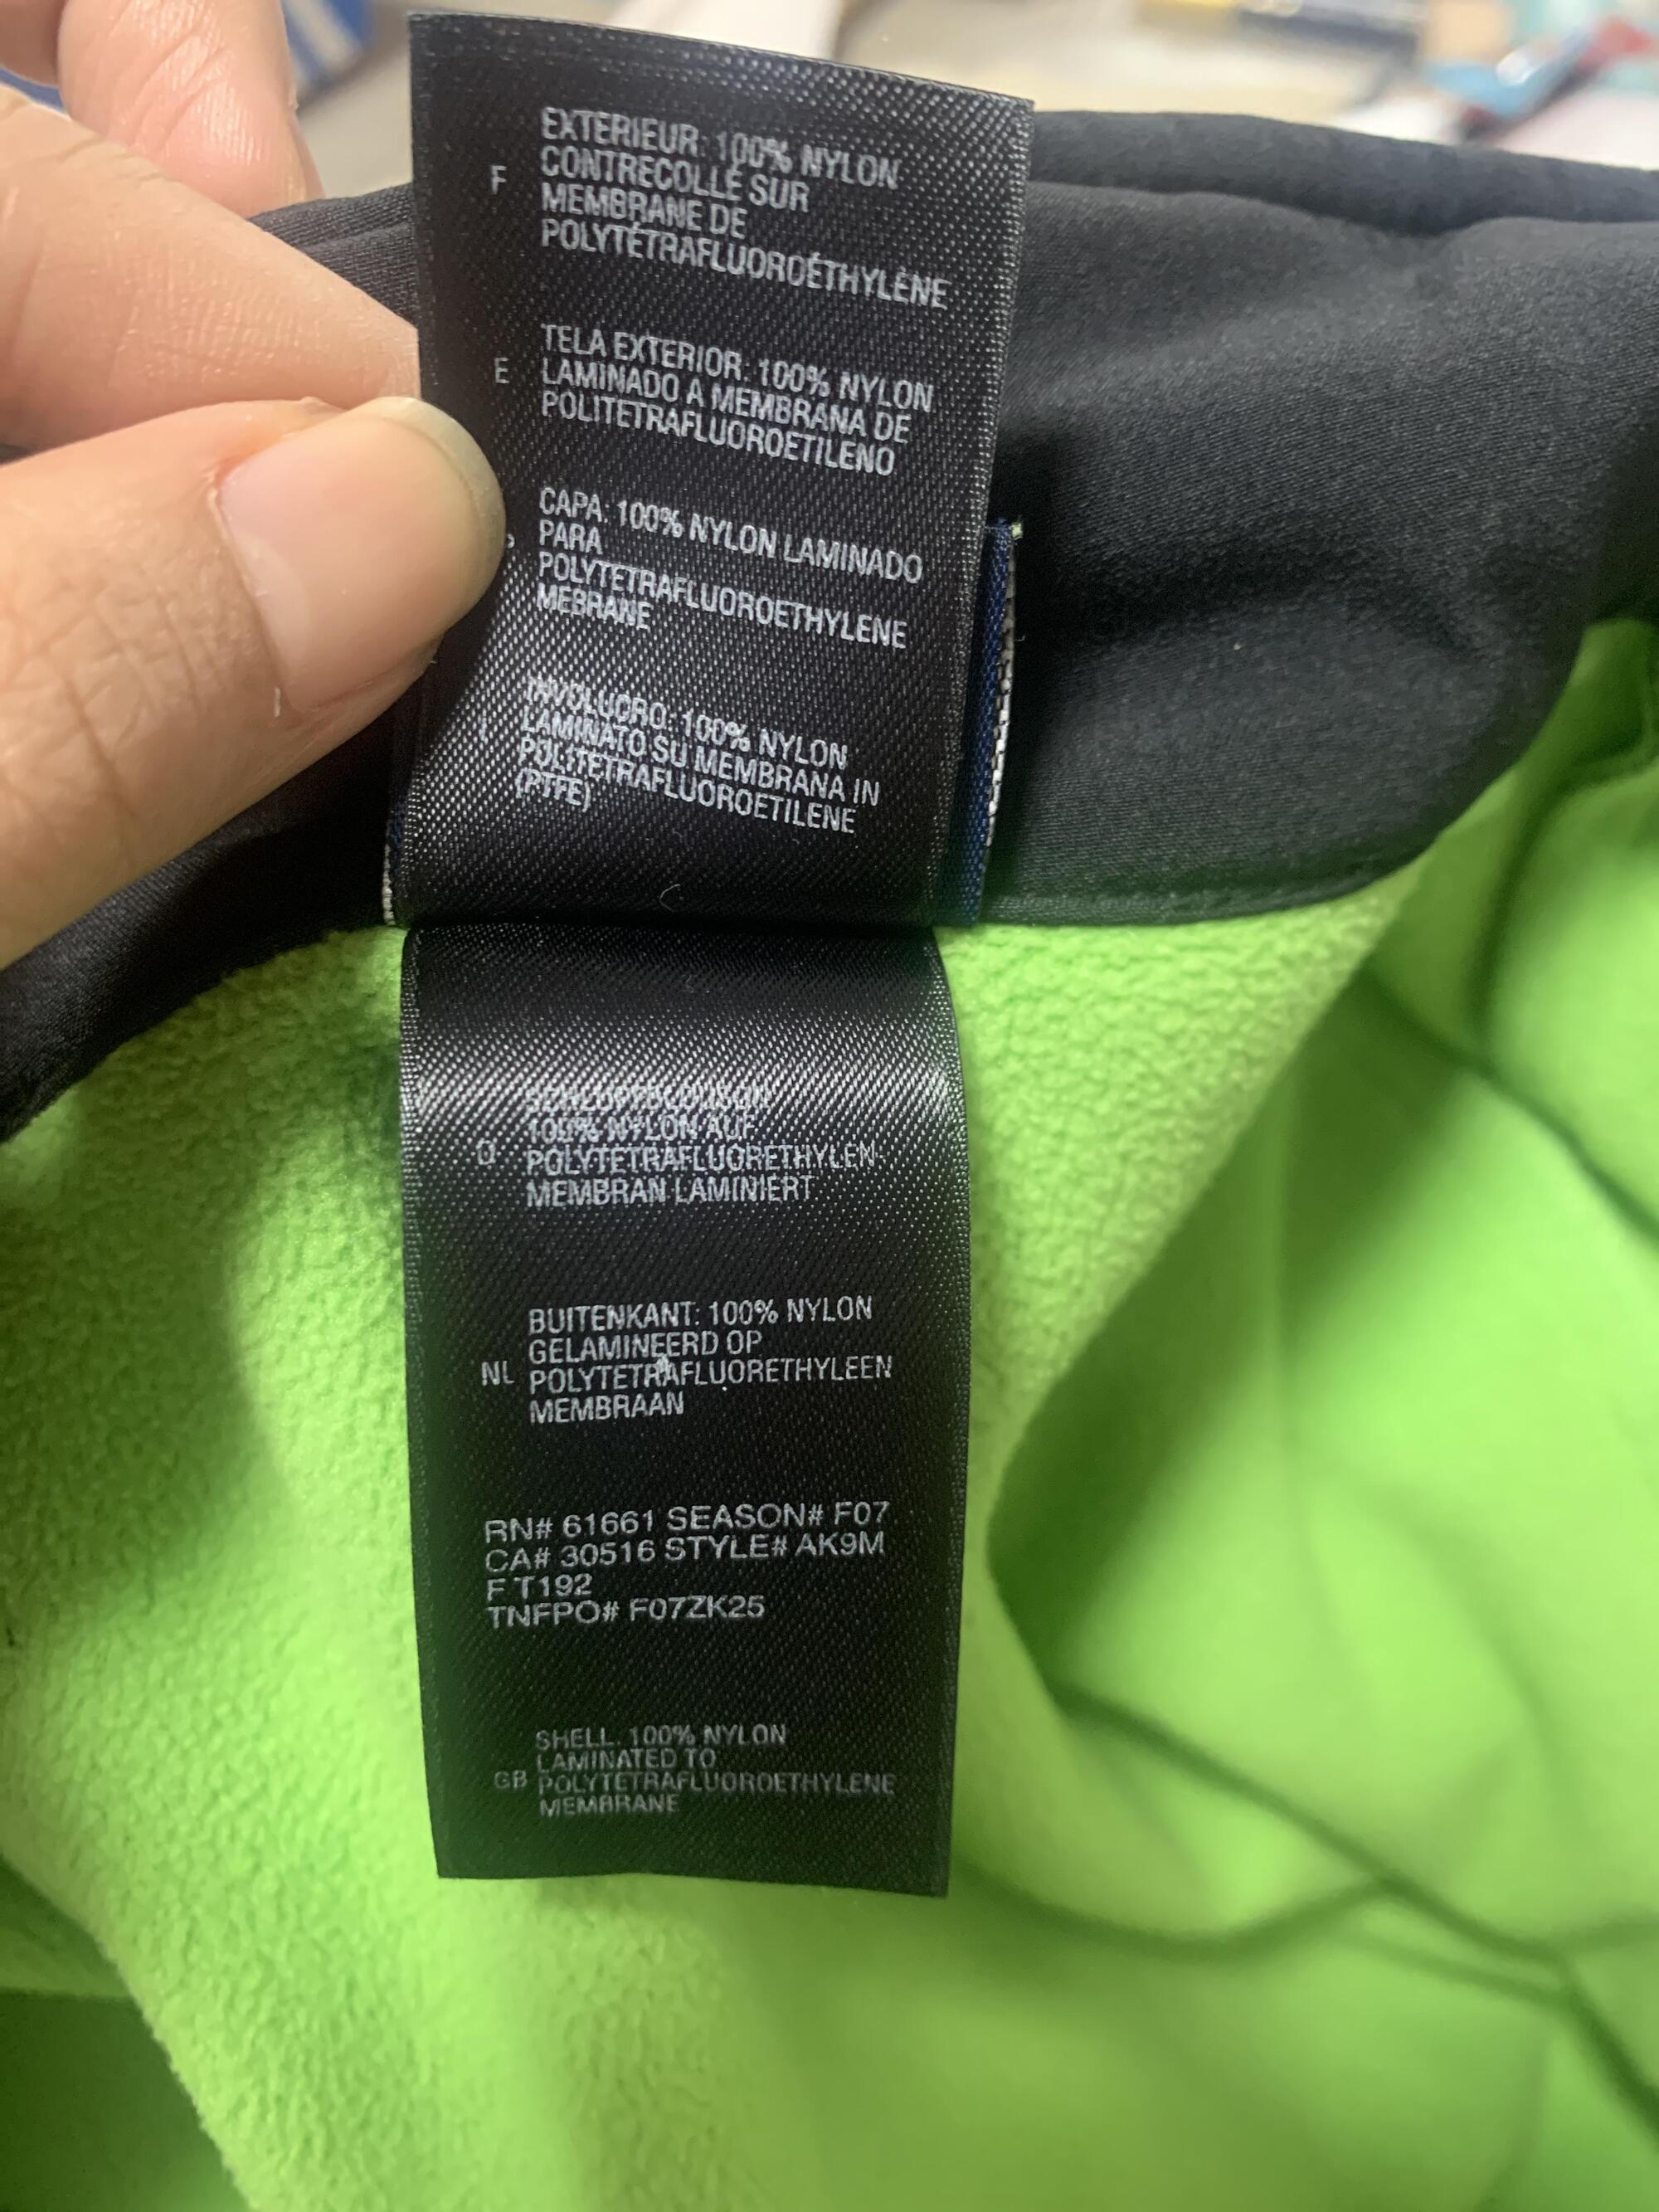 F
EXTERIEUR: 100% NYLON
CONTRECOLLÉ SUR
MEMBRANE DE
POLYTÉTRAFLUOROÉTHYLÈNE
E
TELA EXTERIOR: 100% NYLON
LAMINADO A MEMBRANA DE
POLITETRAFLUOROETILENO
CAPA: 100% NYLON LAMINADO
PARA
POLYTETRAFLUOROETHYLENE
MEBRANE
I
INVOLUCRO: 100% NYLON
LAMINATO SU MEMBRANA IN
POLITETRAFLUOROETILENE
(PTFE)
100% NYLON AUF
POLYTETRAFLUORETHYLEN-
MEMBRAN LAMINIERT
BUITENKANT: 100% NYLON
GELAMINEERD OP
NL POLYTETRAFLUORETHYLEEN
MEMBRAAN
RN# 61661 SEASON# F07
CA# 30516 STYLE# AK9M
F T192
TNFPO# F07ZK25
SHELL: 100% NYLON
LAMINATED TO
GB POLYTETRAFLUOROETHYLENE
MEMBRANE